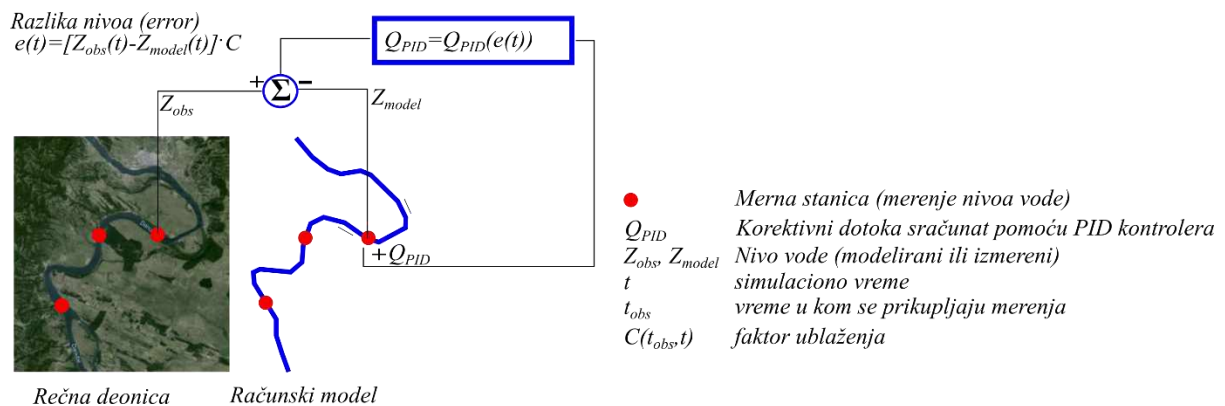 Razlika nivoa (error)
e(t)=[Zobs(t)-Zmodel(t)]·C
QPID=QPID(e(t))
+ Σ −
Zobs
Zmodel
+QPID
Rečna deonica
Računski model
Merna stanica (merenje nivoa vode)
QPID Korektivni dotoka sračunat pomoću PID kontrolera
Zobs, Zmodel Nivo vode (modelirani ili izmereni)
t simulaciono vreme
tobs vreme u kom se prikupljaju merenja
C(tobs,t) faktor ublaženja